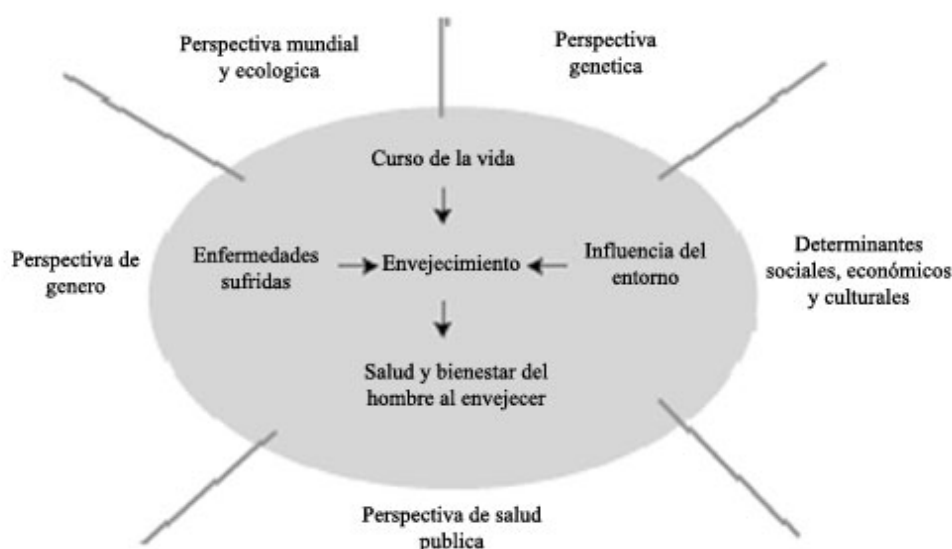 Perspectiva mundial
y ecologica
Perspectiva
genetica
Curso de la vida
Perspectiva de
genero
Enfermedades
sufridas
Envejecimiento
Influencia del
entorno
Determinantes
sociales, económicos
y culturales
Salud y bienestar del
hombre al envejecer
Perspectiva de salud
publica